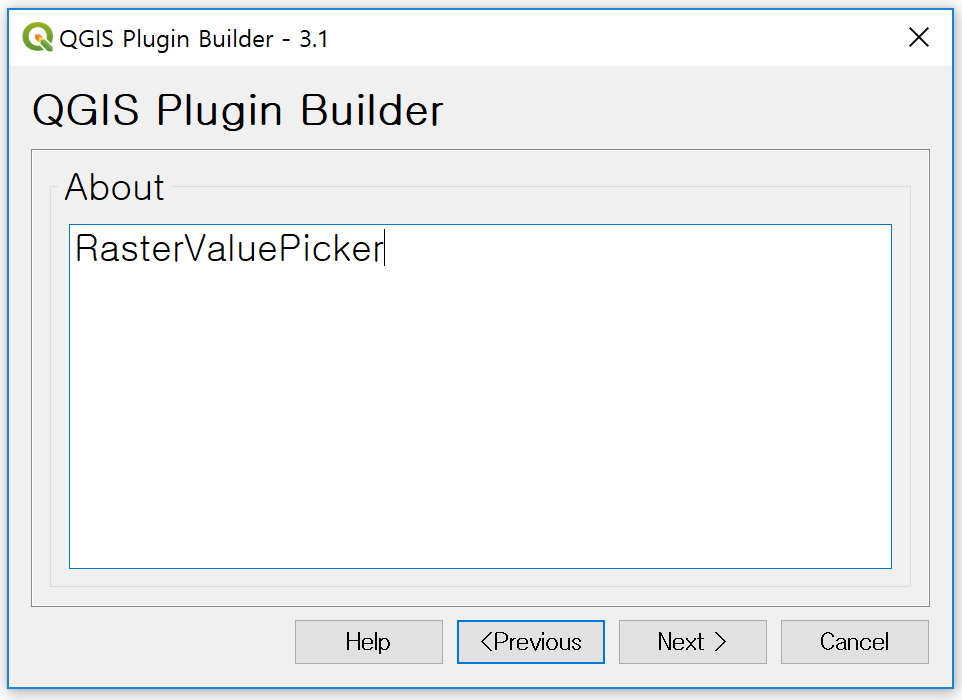 QGIS Plugin Builder - 3.1
QGIS Plugin Builder
About
RasterValuePicker
Help
<Previous
Next >
Cancel